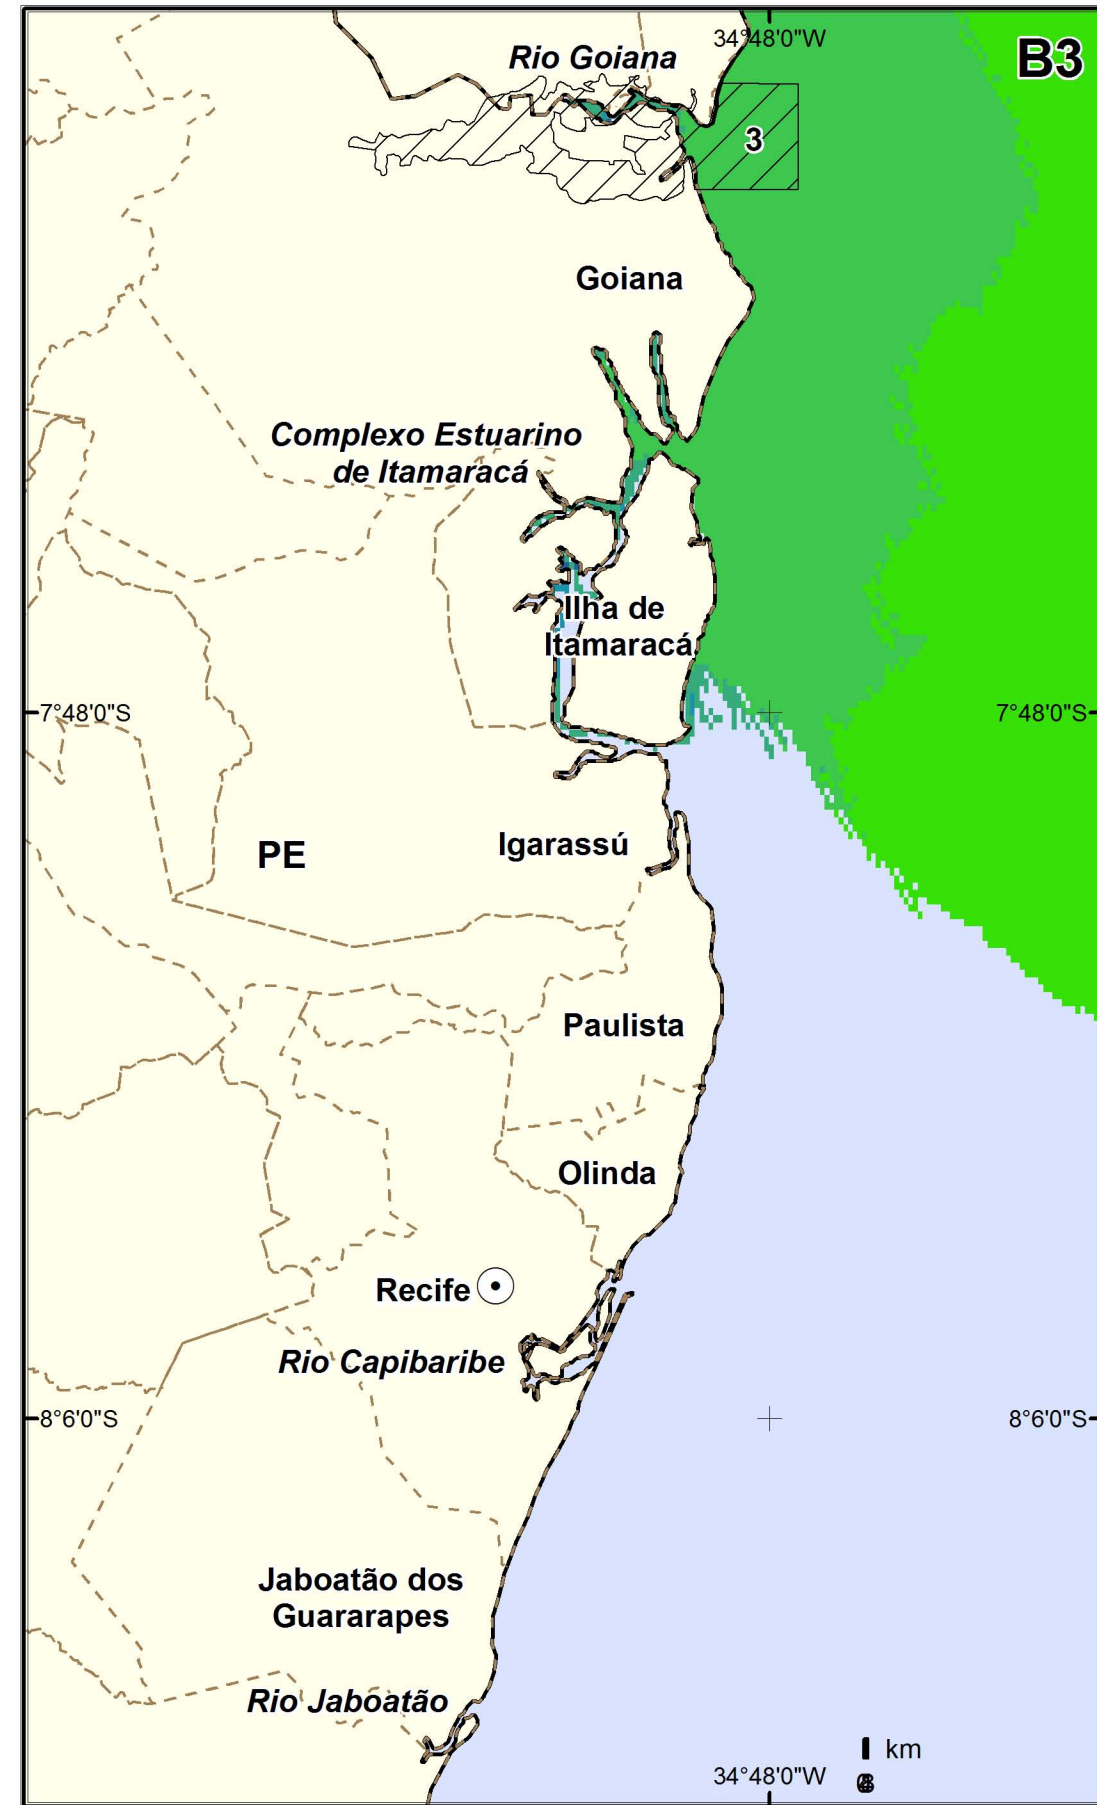 34°48'0"W
B3
Rio Goiana
3
Goiana
Complexo Estuarino
de Itamaracá
Ilha de
Itamaracá
7°48'0"S
7°48'0"S
Igarassú
PE
Paulista
Olinda
Recife
Rio Capibaribe
8°6'0"S
8°6'0"S
Jaboatão dos
Guararapes
Rio Jaboatão
km
34°48'0"W